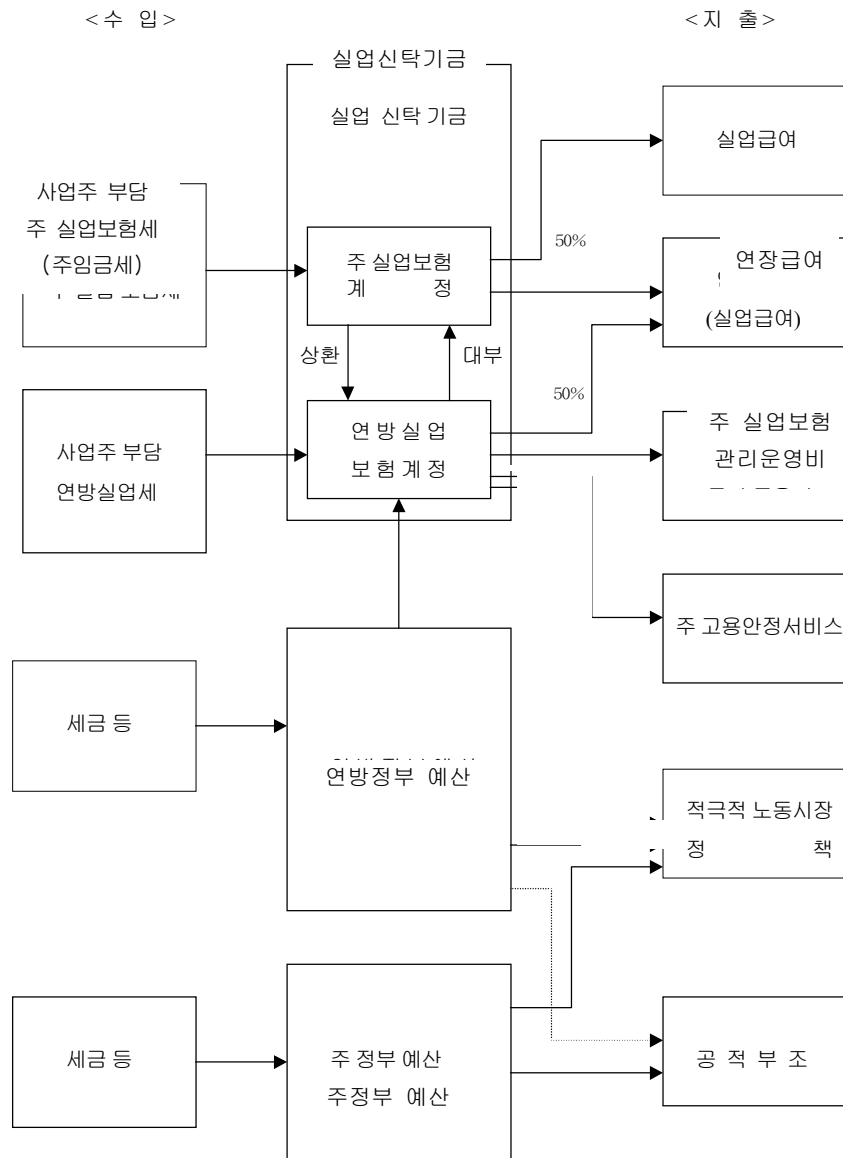 <수 입>
<지 출>
실업신탁기금
실업 신탁 기금
실업급여
사업주 부담
주 실업보험세
(주임금세)
50%
주 실업보험
계 정
연장급여
(실업급여)
상환
대부
50%
사업주 부담
연방실업세
연방실업
보험계정
주 실업보험
관리운영비
주 고용안정서비스
세금 등
연방정부 예산
적극적 노동시장
정 책
세금 등
주 정부 예산
주정부 예산
공 적 부 조